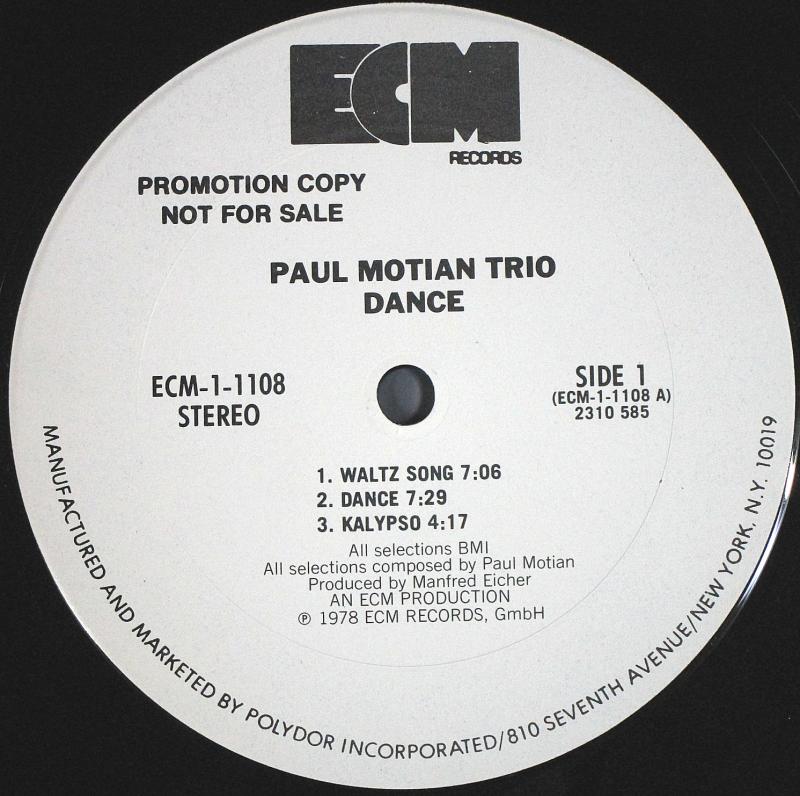 ECM
RECORDS
PROMOTION COPY
NOT FOR SALE
PAUL MOTIAN TRIO
DANCE
ECM-1-1108
STEREO
SIDE 1
(ECM-1-1108 A)
2310 585
1. WALTZ SONG 7:06
2. DANCE 7:29
3. KALYPSO 4:17
All selections BMI
All selections composed by Paul Motian
Produced by Manfred Eicher
AN ECM PRODUCTION
℗ 1978 ECM RECORDS, GmbH
MANUFACTURED AND MARKETED BY POLYDOR INCORPORATED/810 SEVENTH AVENUE/NEW YORK, N.Y. 10019